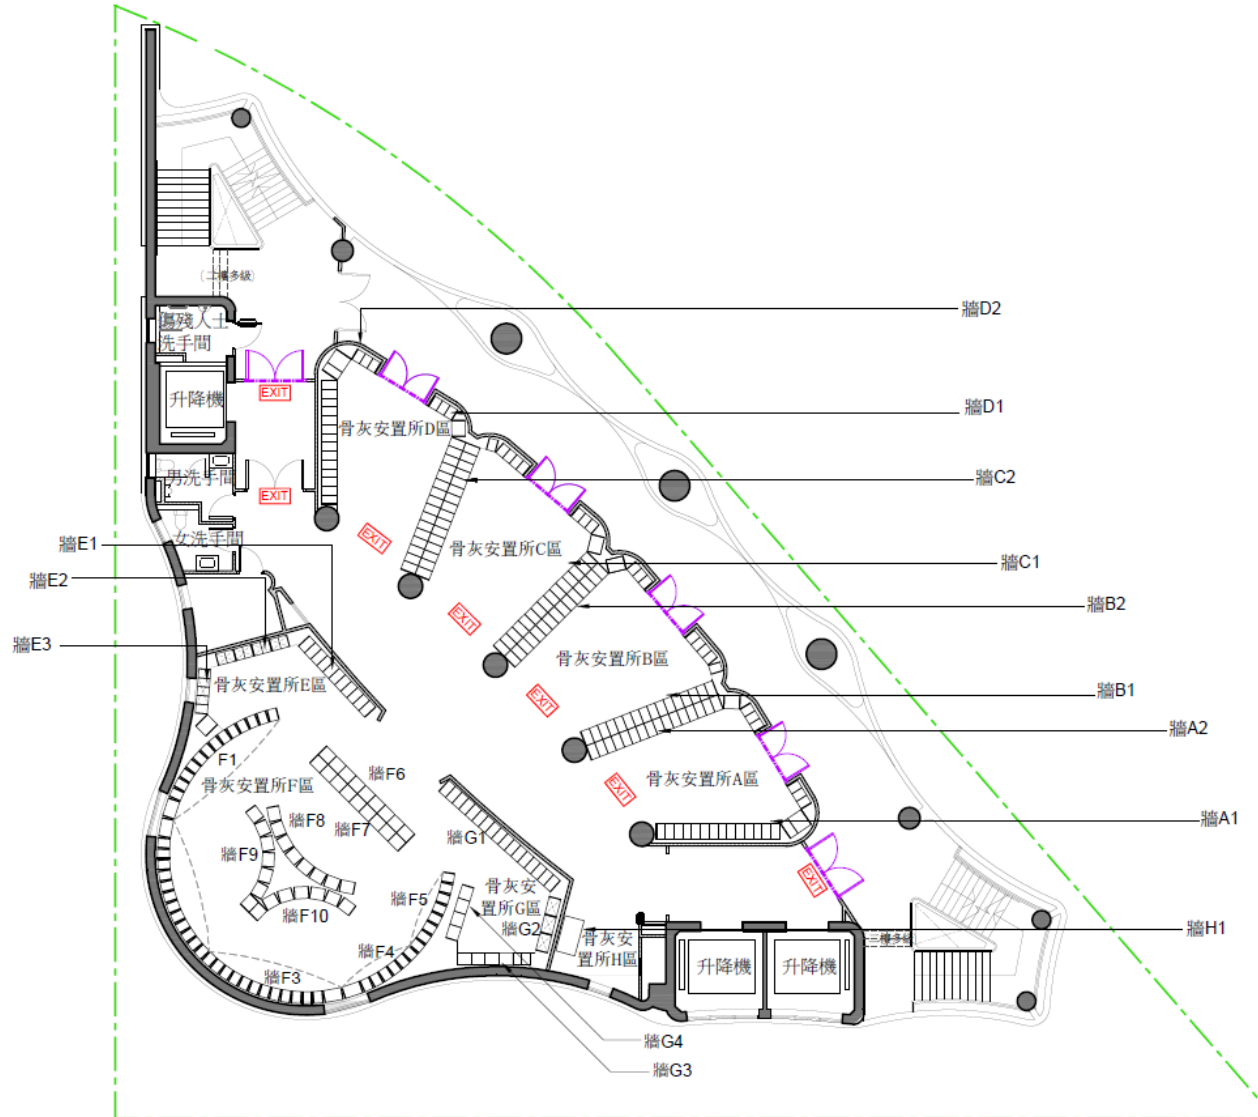 (二樓多級)
牆D2
傷殘人士
洗手間
EXIT
升降機
牆D1
骨灰安置所D區
男洗手間
EXIT
牆C2
女洗手間
EXIT
骨灰安置所C區
牆E1
牆C1
牆E2
牆B2
EXIT
牆E3
骨灰安置所B區
骨灰安置所E區
牆B1
EXIT
牆A2
F1
牆F6
骨灰安置所A區
骨灰安置所F區
EXIT
牆F8
牆F7
牆A1
牆G1
牆F9
EXIT
骨灰安
置所G區
牆F5
牆F10
牆G2
牆H1
骨灰安
置所H區
牆F4
升降機
升降機
牆F3
牆G4
牆G3